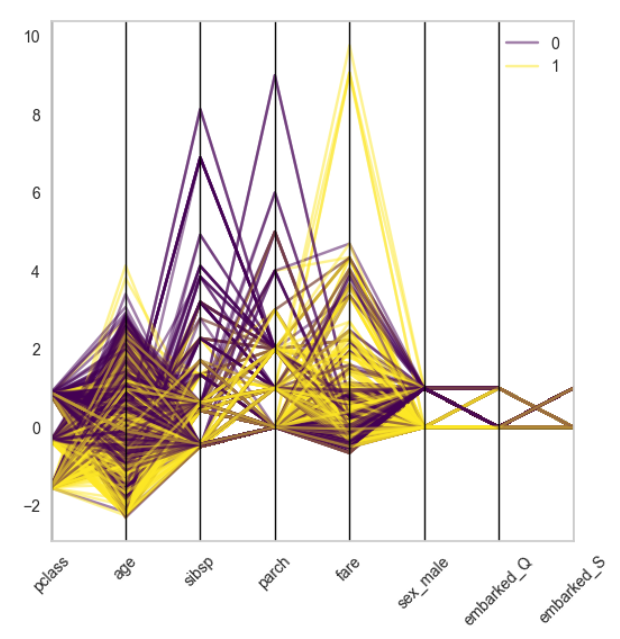 10
8
6
4
2
0
−2
0
1
pclass
age
sibsp
parch
fare
sex_male
embarked_Q
embarked_S